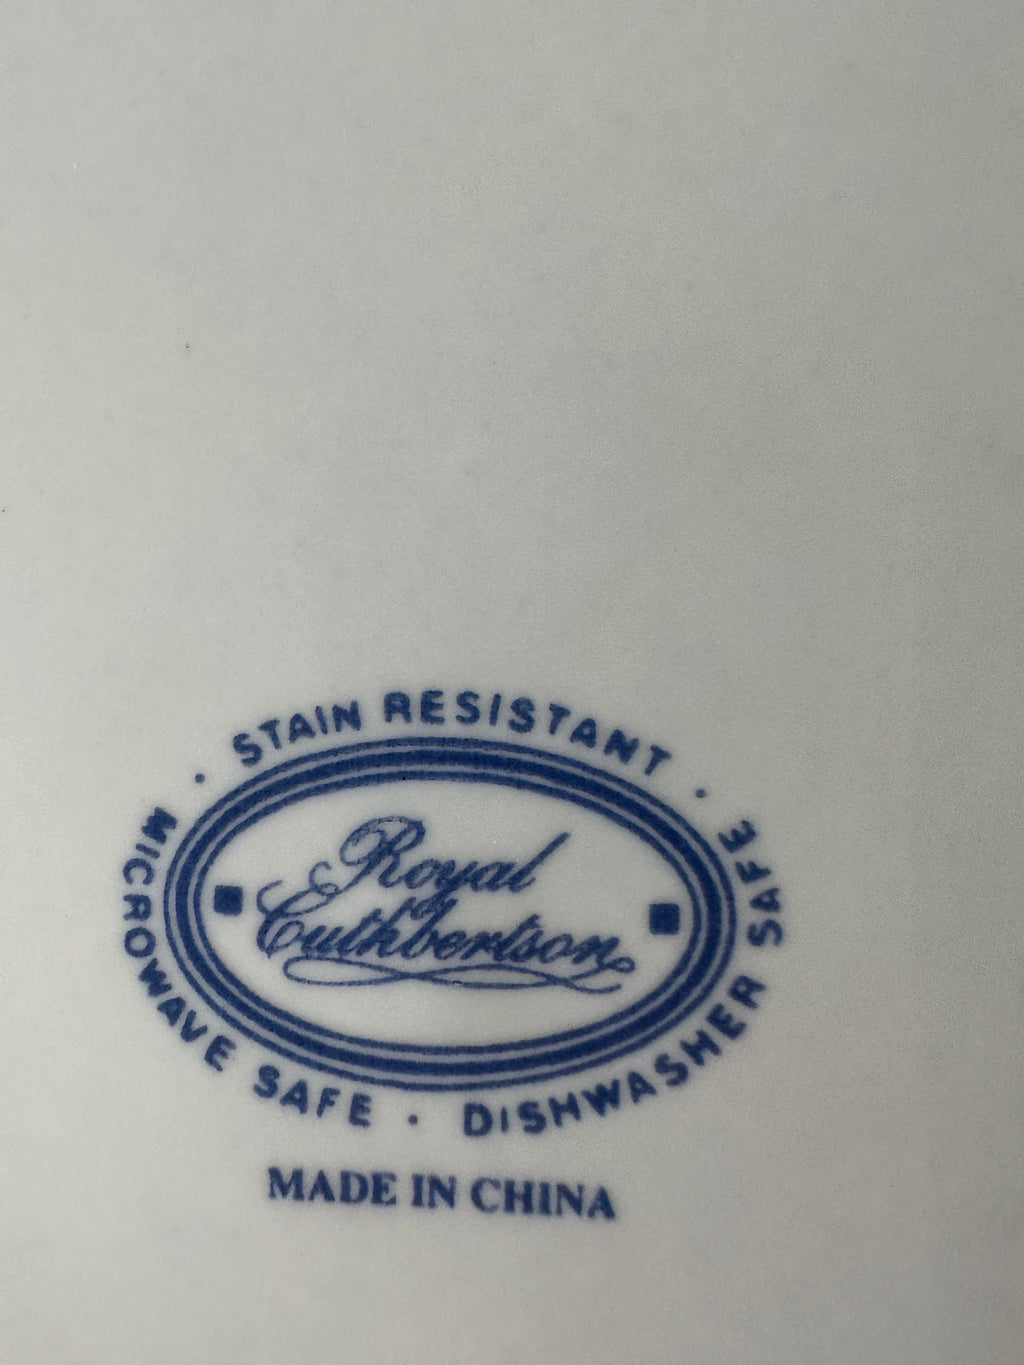 · STAIN RESISTANT ·
MICROWAVE SAFE · DISHWASHER SAFE
Royal
Cuthbertson
MADE IN CHINA